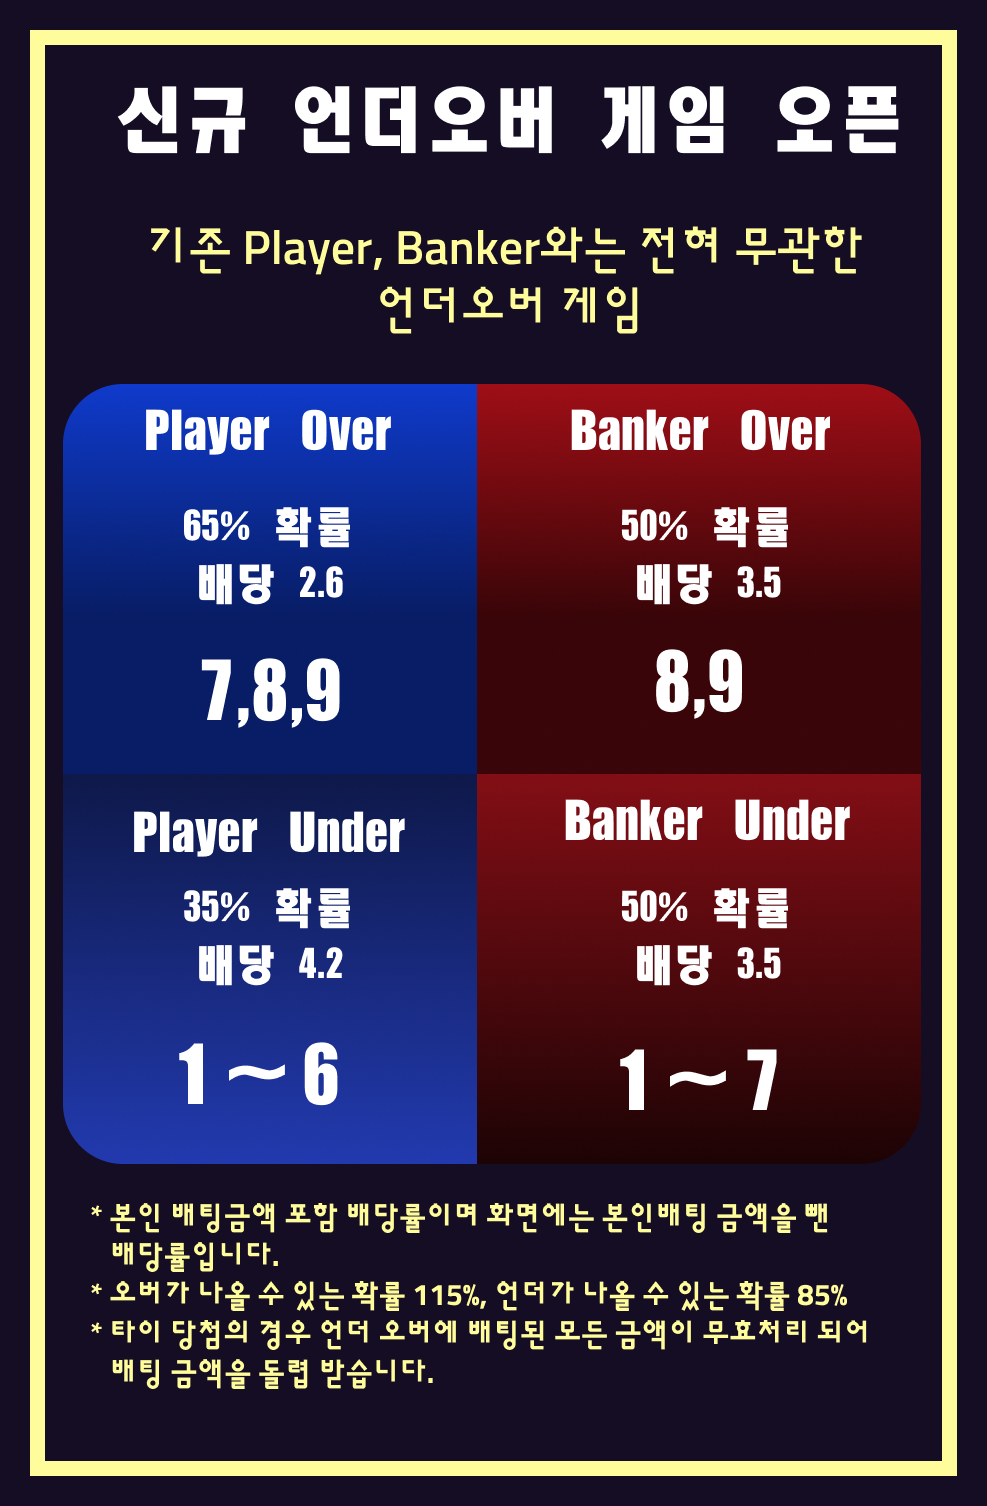 신규 언더오버 게임 오픈
기존 Player, Banker와는 전혀 무관한
언더오버 게임
Player Over
65% 확률
배당 2.6
7,8,9
Banker Over
50% 확률
배당 3.5
8,9
Player Under
35% 확률
배당 4.2
1 ~ 6
Banker Under
50% 확률
배당 3.5
1 ~ 7
* 본인 배팅금액 포함 배당률이며 화면에는 본인배팅 금액을 뺀
배당률입니다.
* 오버가 나올 수 있는 확률 115%, 언더가 나올 수 있는 확률 85%
* 타이 당첨의 경우 언더 오버에 배팅된 모든 금액이 무효처리 되어
배팅 금액을 돌렵 받습니다.